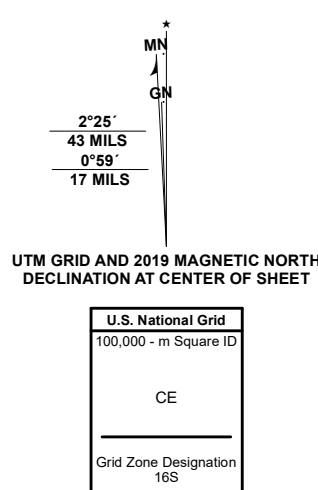 MN
GN
2°25´
43 MILS
0°59´
17 MILS
UTM GRID AND 2019 MAGNETIC NORTH
DECLINATION AT CENTER OF SHEET
U.S. National Grid
100,000 - m Square ID
CE
Grid Zone Designation
16S